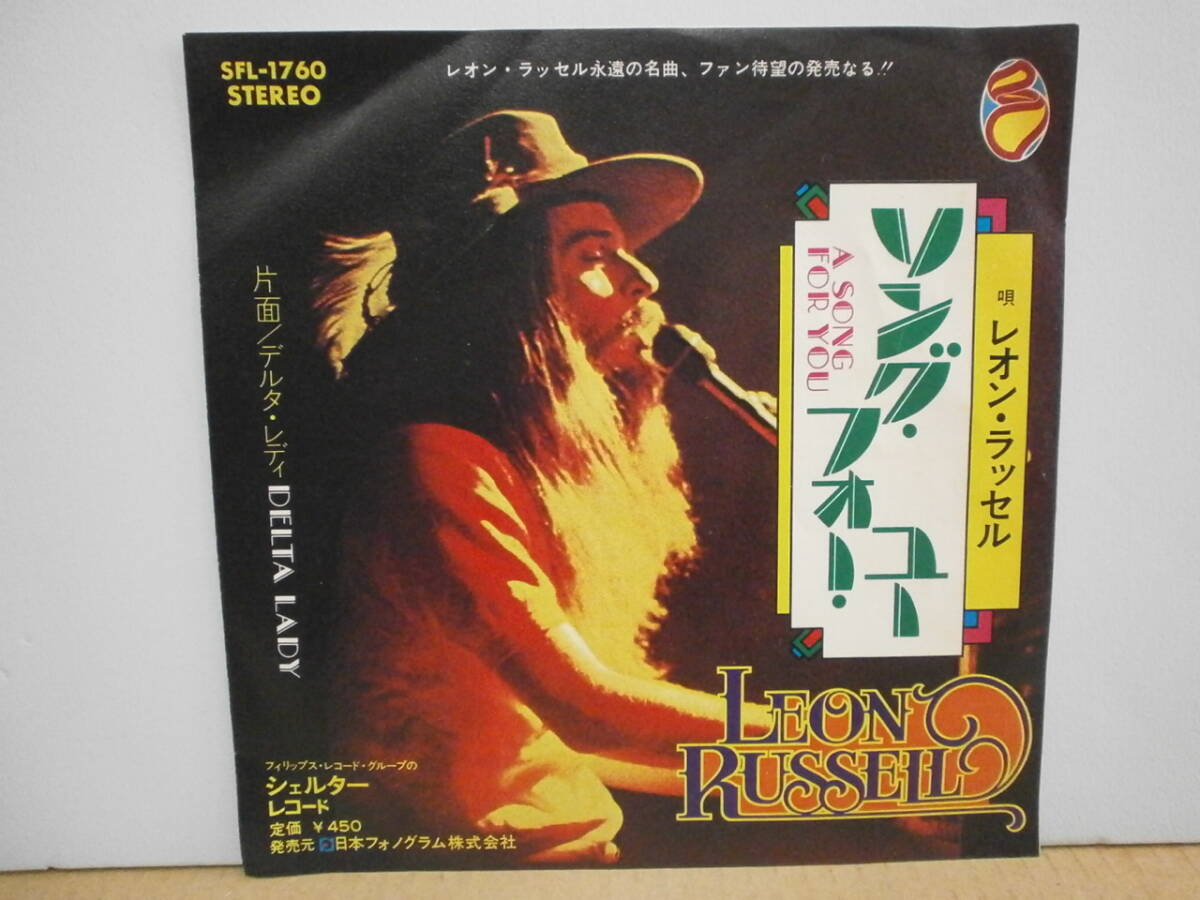 SFL-1760
STEREO
レオン・ラッセル永遠の名曲、ファン待望の発売なる!!
唄 レオン・ラッセル
ソング・フォー・ユー
A SONG
FOR YOU
片面/デルタ・レディ DELTA LADY
LEON
RUSSELL
フィリップス・レコード・グループの
シェルター
レコード
定価 ¥450
発売元 日本フォノグラム株式会社